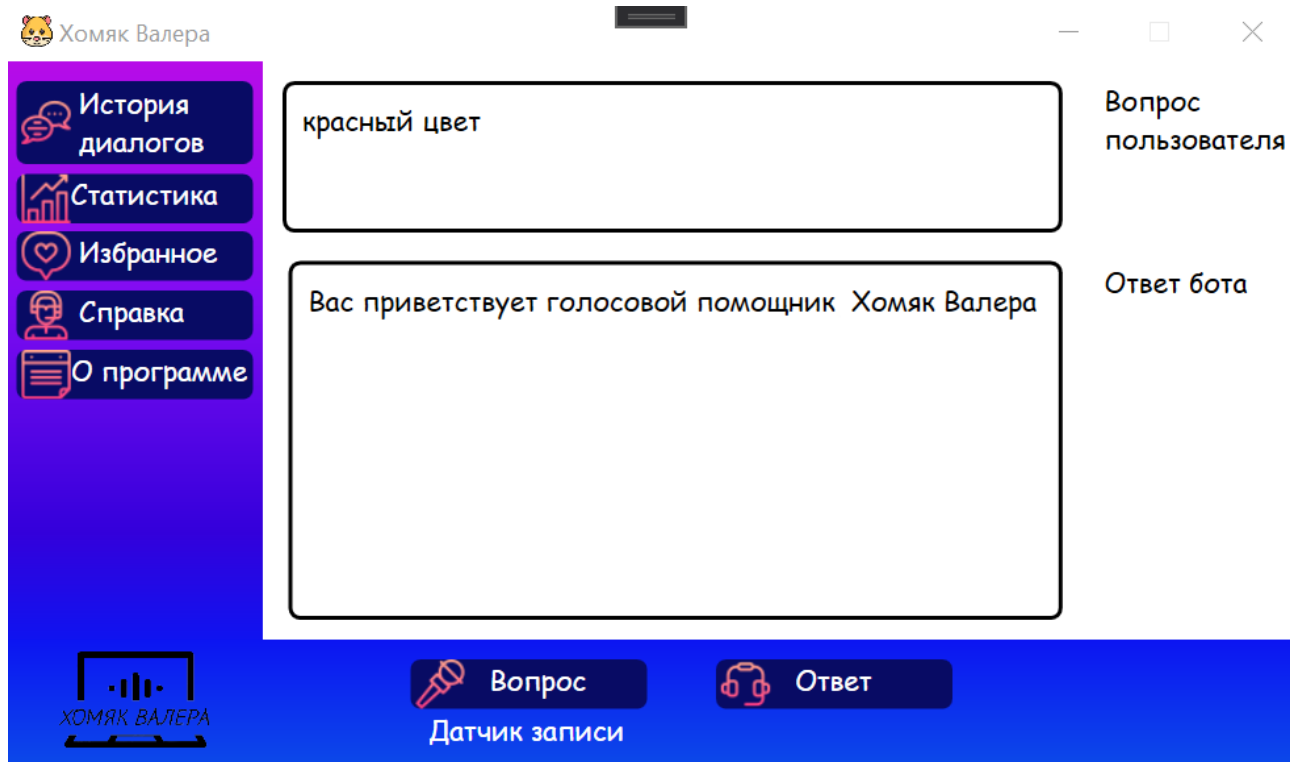 Хомяк Валера
История
диалогов
Статистика
Избранное
Справка
О программе
красный цвет
Вопрос
пользователя
Вас приветствует голосовой помощник Хомяк Валера
Ответ бота
ХОМЯК ВАЛЕРА
Вопрос
Ответ
Датчик записи